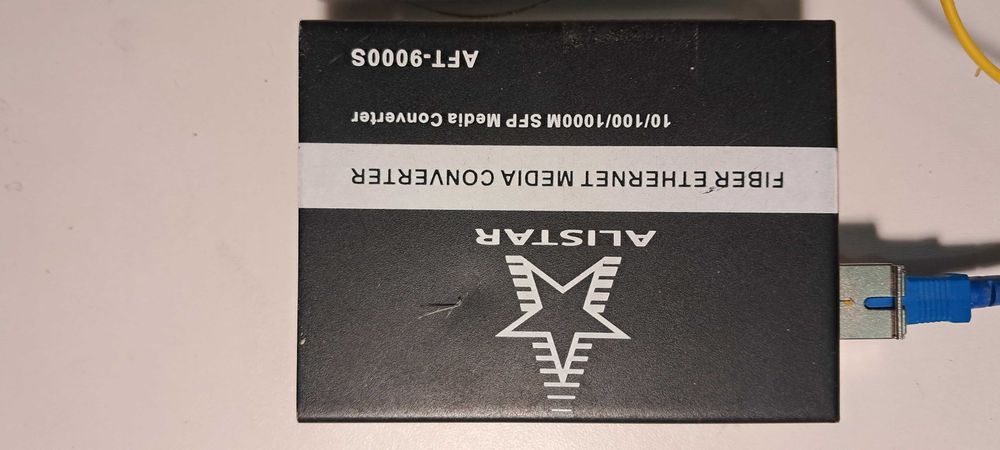 ALISTAR
FIBER ETHERNET MEDIA CONVERTER
10/100/1000M SFP Media Converter
AFT-9000S